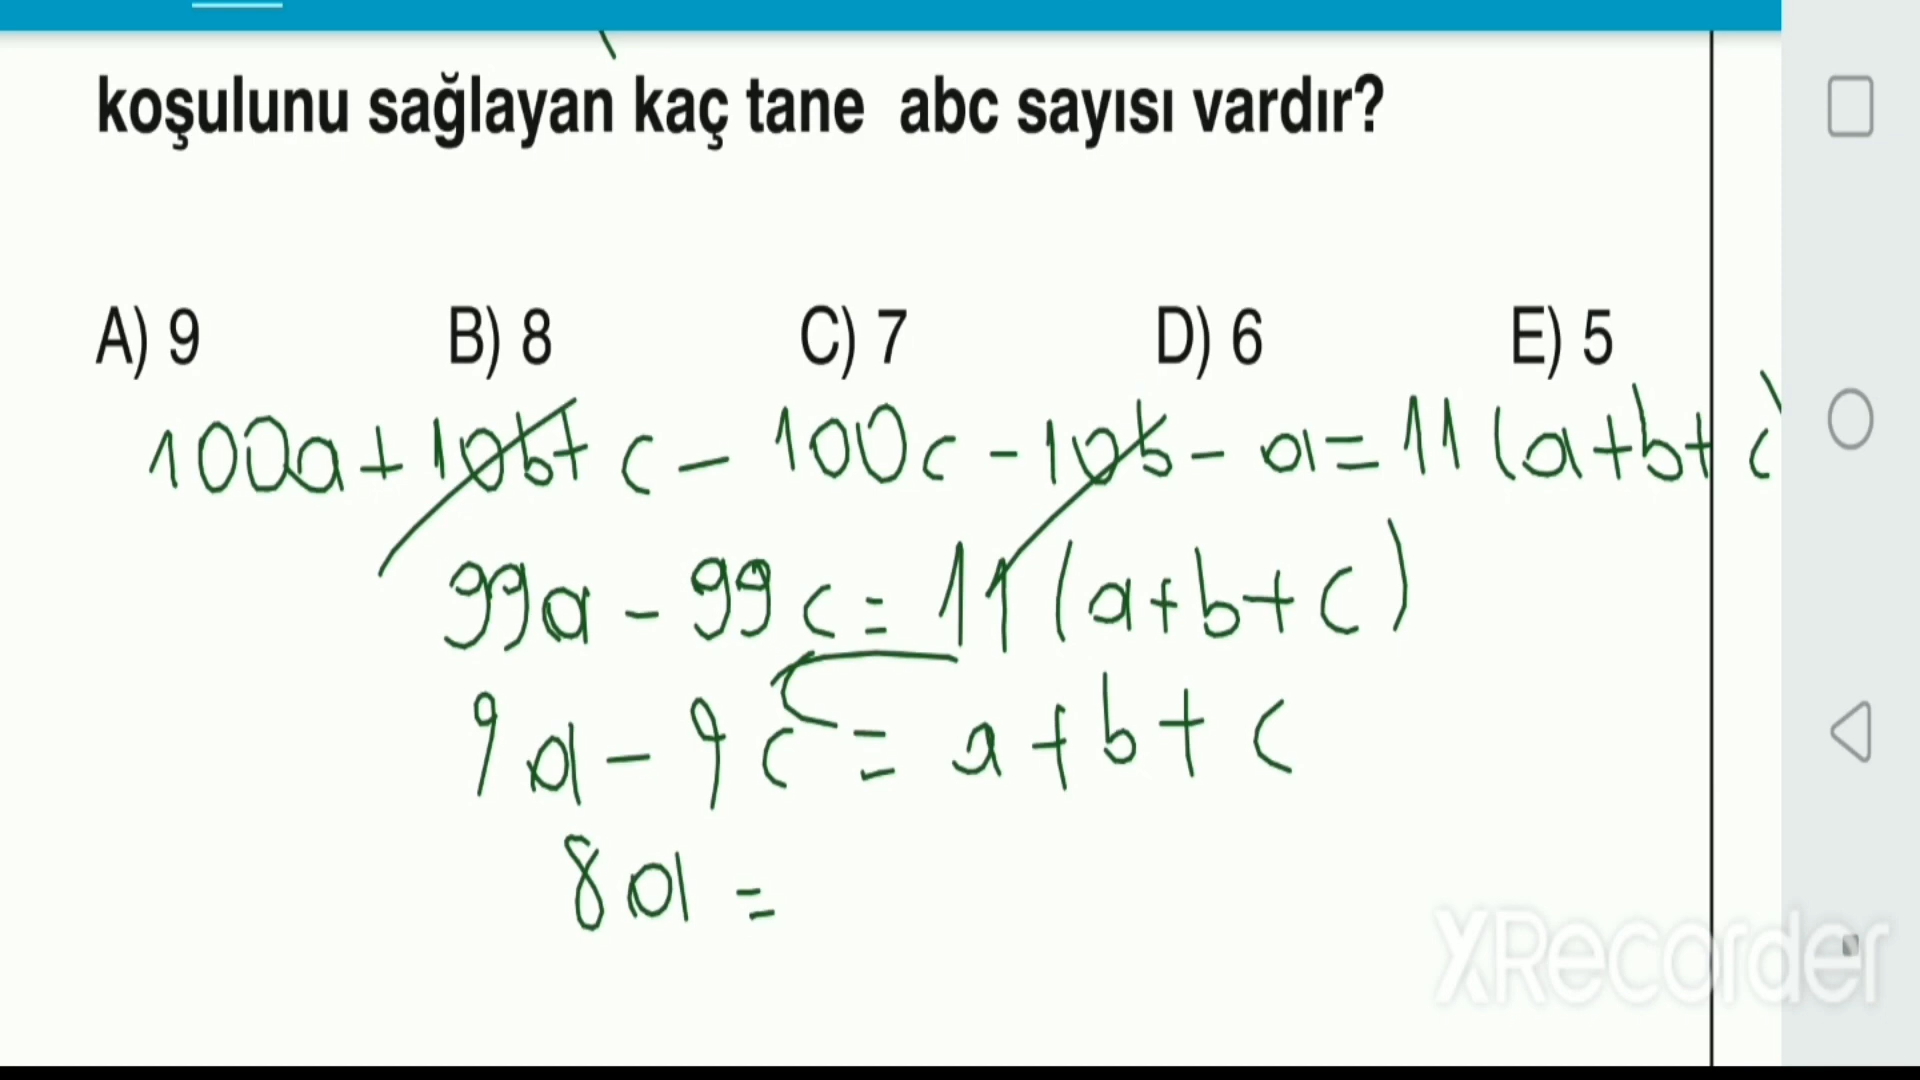 koşulunu sağlayan kaç tane abc sayısı vardır?
A) 9 B) 8 C) 7 D) 6 E) 5
100a + 10b + c - 100c - 10b - a = 11 (a+b+c)
99a - 99c = 11 (a+b+c)
9a - 9c = a + b + c
8a =
XRecorder